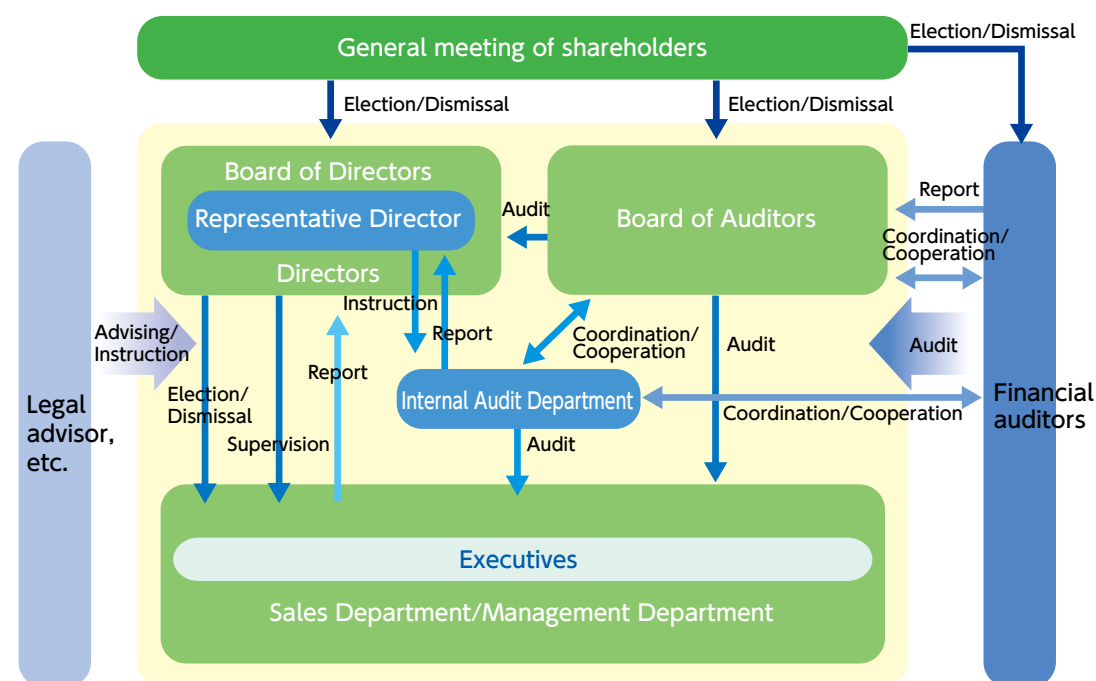 General meeting of shareholders
Election/Dismissal
Election/Dismissal
Election/Dismissal
Board of Directors
Representative Director
Directors
Audit
Board of Auditors
Report
Coordination/
Cooperation
Advising/
Instruction
Instruction
Report
Coordination/
Cooperation
Audit
Audit
Report
Election/
Dismissal
Supervision
Internal Audit Department
Coordination/Cooperation
Audit
Legal
advisor,
etc.
Financial
auditors
Executives
Sales Department/Management Department